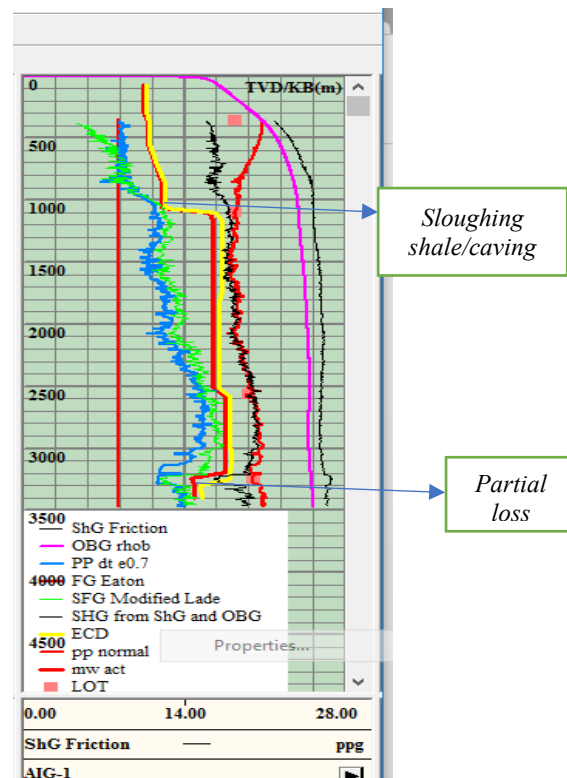 0
TVD/KB(m)
500
1000
1500
2000
2500
3000
3500
4000
4500
Sloughing
shale/caving
Partial
loss
ShG Friction
OBG rhob
PP dt e0.7
FG Eaton
SFG Modified Lade
SHG from ShG and OBG
ECD
pp normal
mw act
LOT
Properties...
0.00 14.00 28.00
ShG Friction ppg
AIG-1